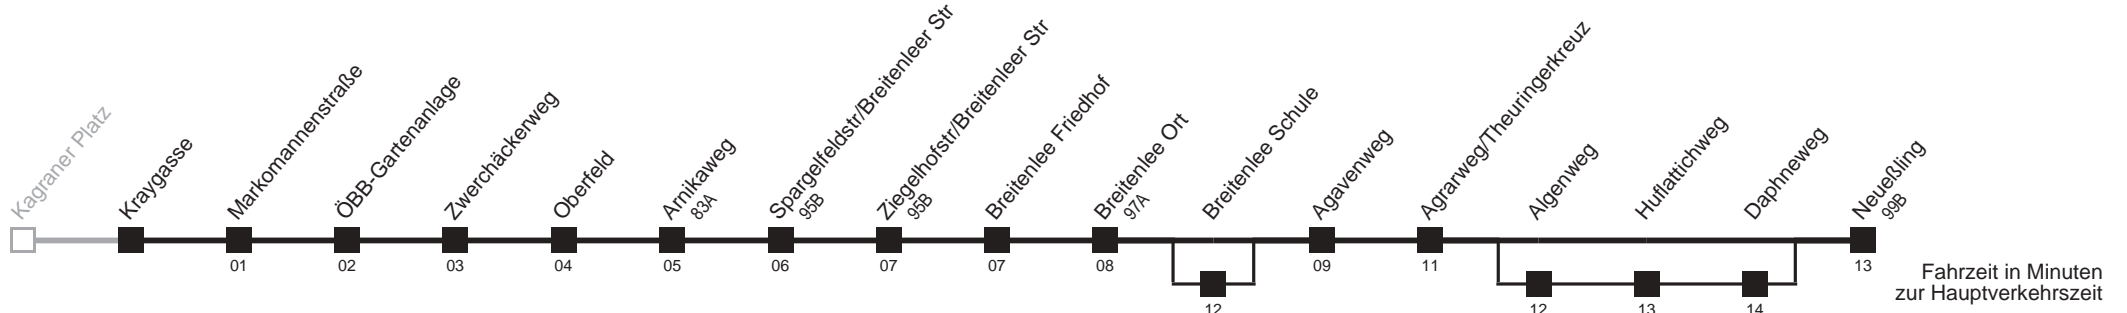 Kagraner Platz
Kraygasse
Markomannenstraße
01
ÖBB-Gartenanlage
02
Zwerchäckerweg
03
Oberfeld
04
Arnikaweg
83A
05
Spargelfeldstr/Breitenleer Str
95B
06
Ziegelhofstr/Breitenleer Str
95B
07
Breitenlee Friedhof
07
Breitenlee Ort
97A
08
Breitenlee Schule
12
Agavenweg
09
Agrarweg/Theuringerkreuz
11
Algenweg
12
Huflattichweg
13
Daphneweg
14
Neueßling
99B
13
Fahrzeit in Minuten
zur Hauptverkehrszeit